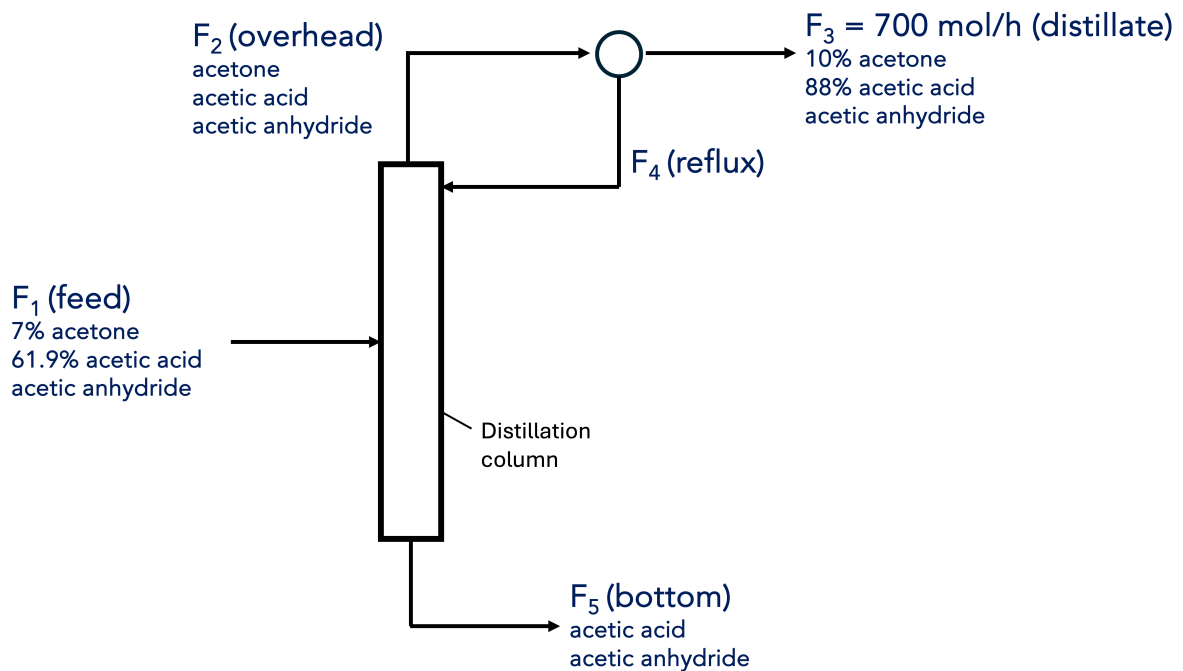 F₂ (overhead)
acetone
acetic acid
acetic anhydride
F₃ = 700 mol/h (distillate)
10% acetone
88% acetic acid
acetic anhydride
F₄ (reflux)
F₁ (feed)
7% acetone
61.9% acetic acid
acetic anhydride
Distillation
column
F₅ (bottom)
acetic acid
acetic anhydride